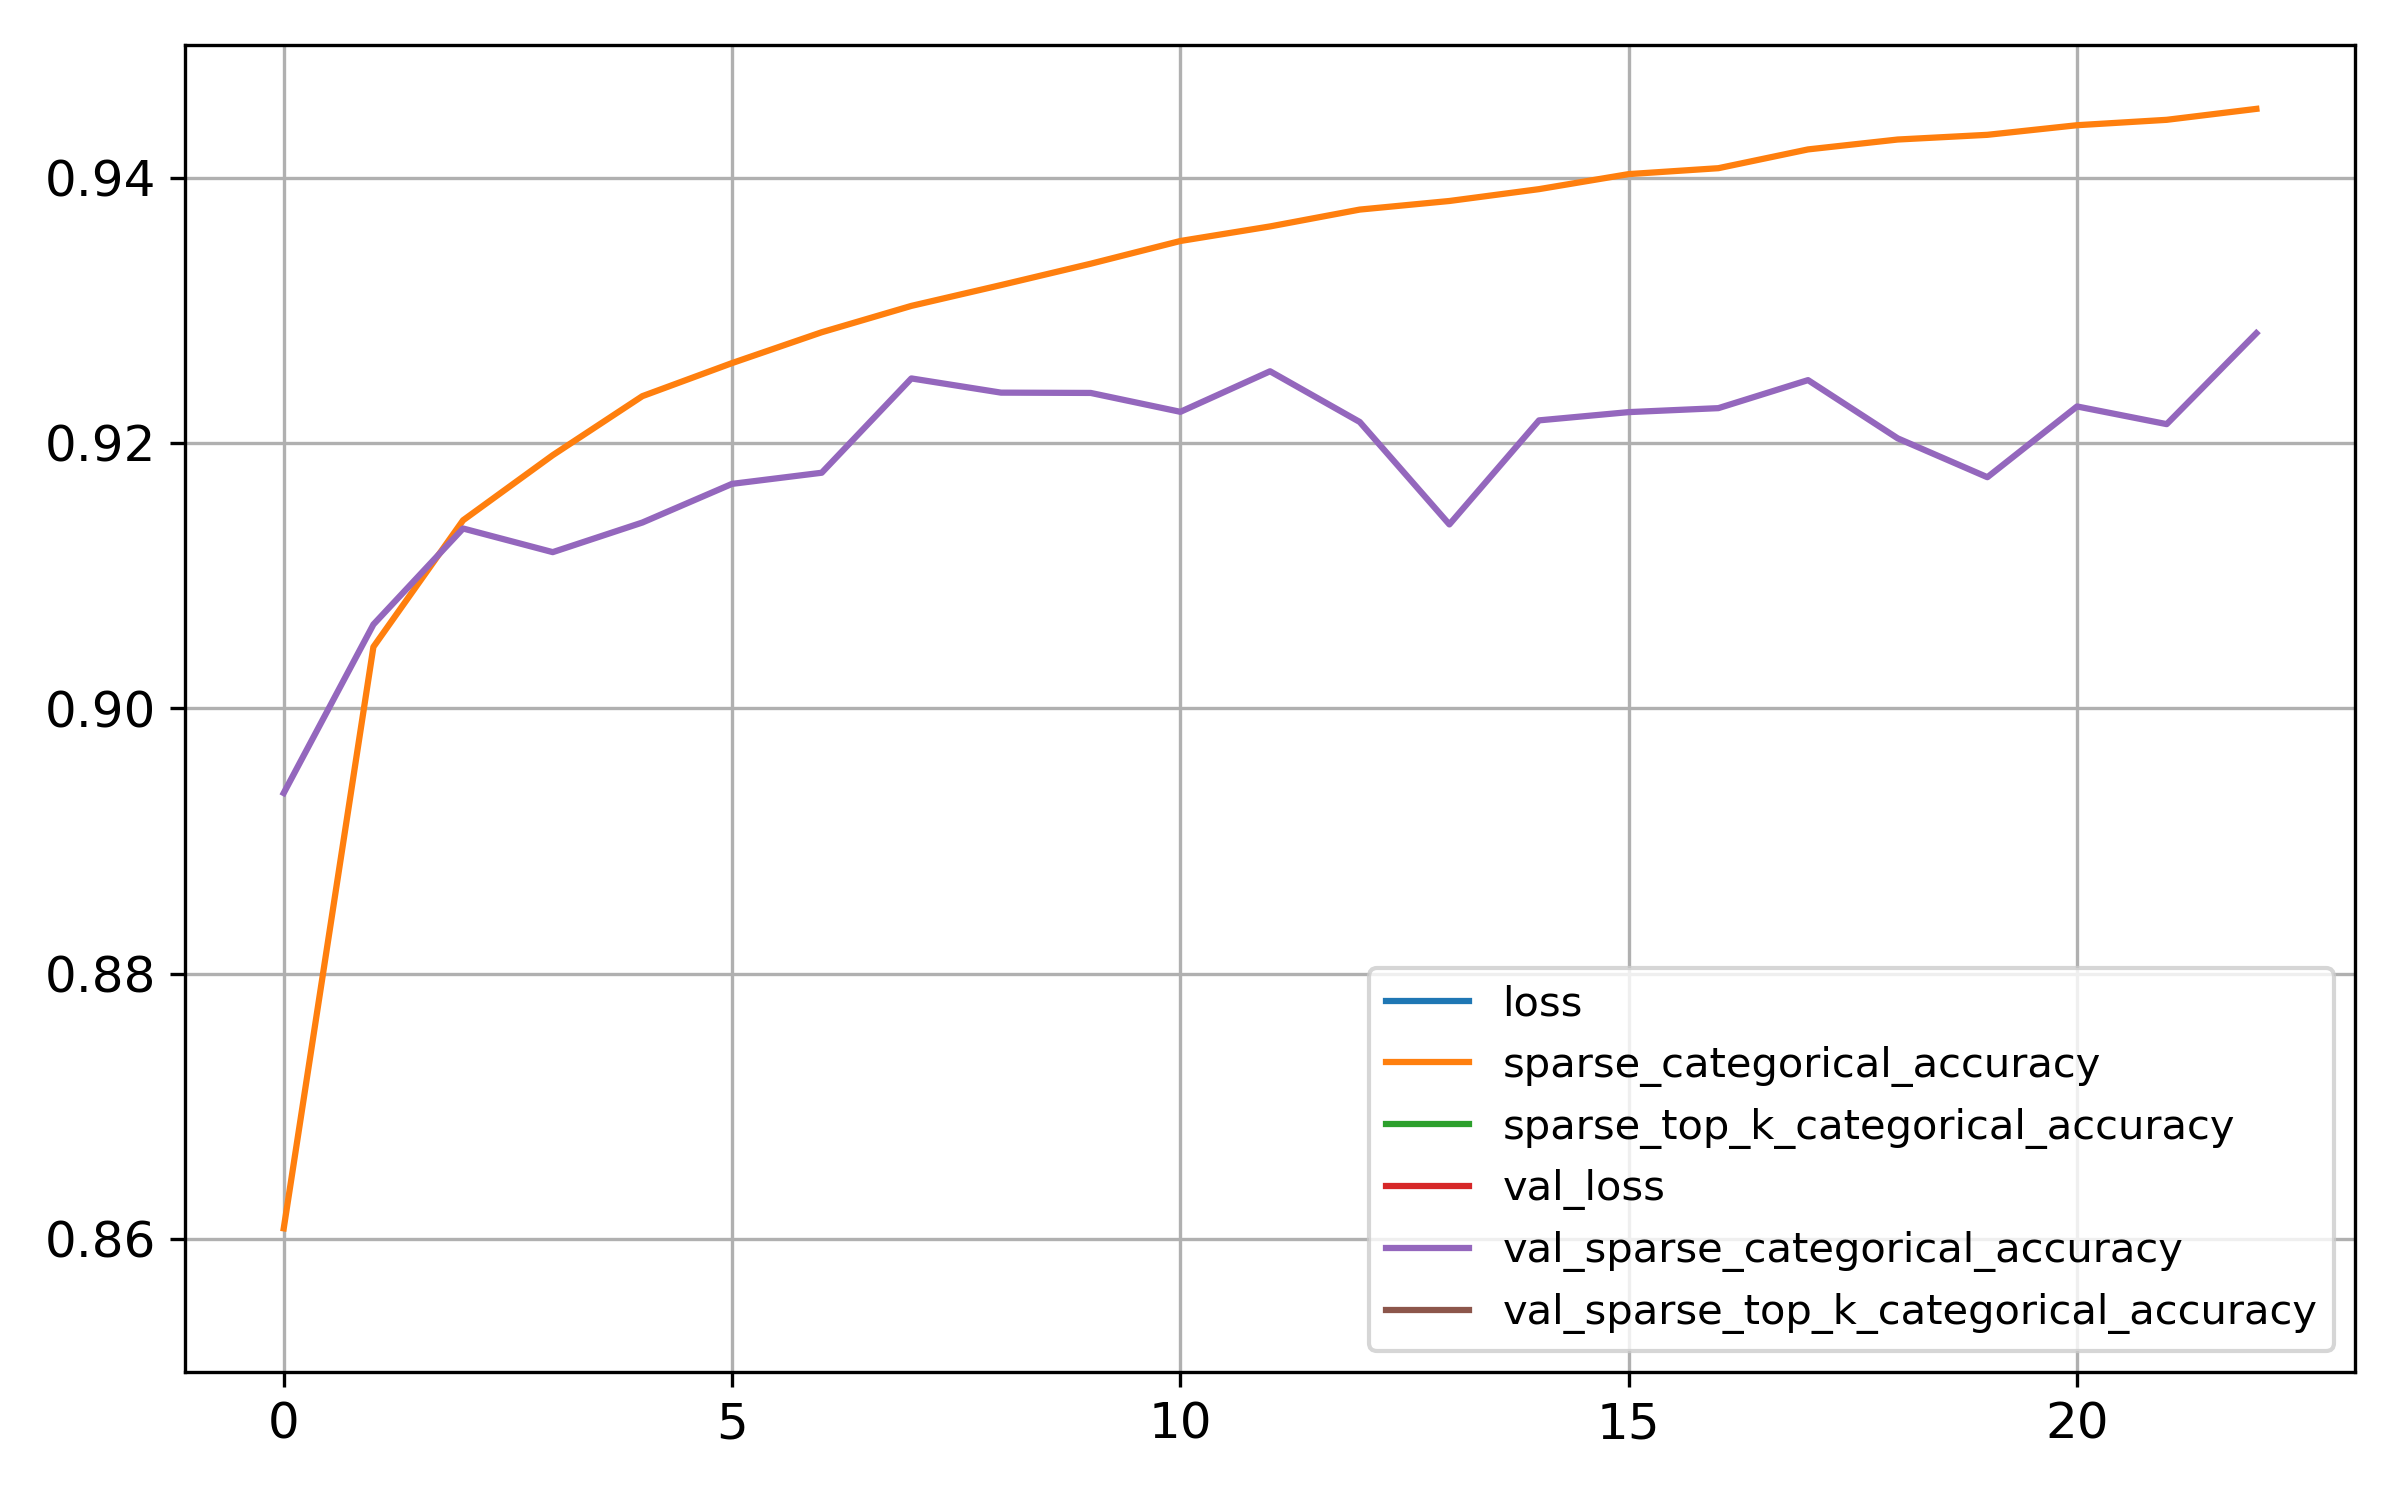 0.94
0.92
0.90
0.88
0.86
0 5 10 15 20
loss
sparse_categorical_accuracy
sparse_top_k_categorical_accuracy
val_loss
val_sparse_categorical_accuracy
val_sparse_top_k_categorical_accuracy